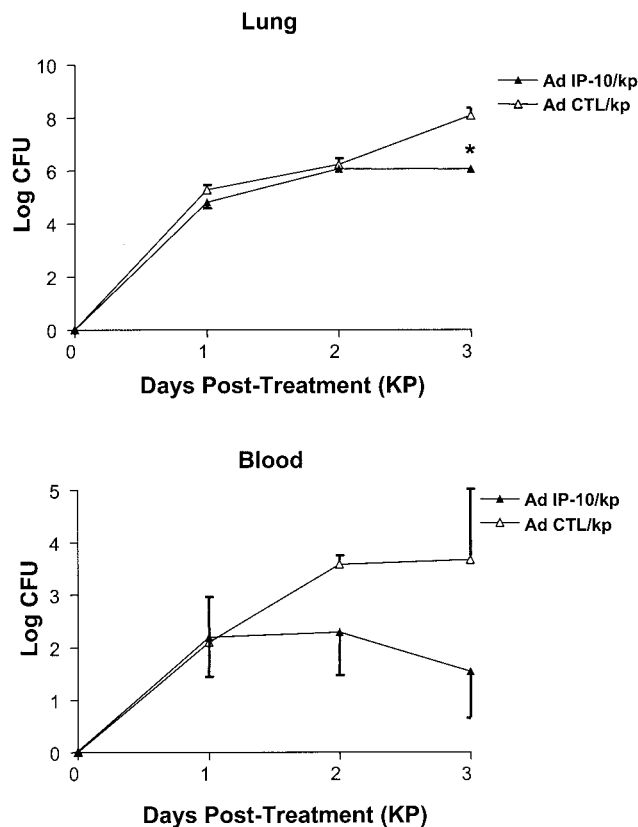 Lung
10
8
6
4
2
0
Log CFU
0 1 2 3
Days Post-Treatment (KP)
Ad IP-10/kp
Ad CTL/kp
*
Blood
5
4
3
2
1
0
Log CFU
0 1 2 3
Days Post-Treatment (KP)
Ad IP-10/kp
Ad CTL/kp